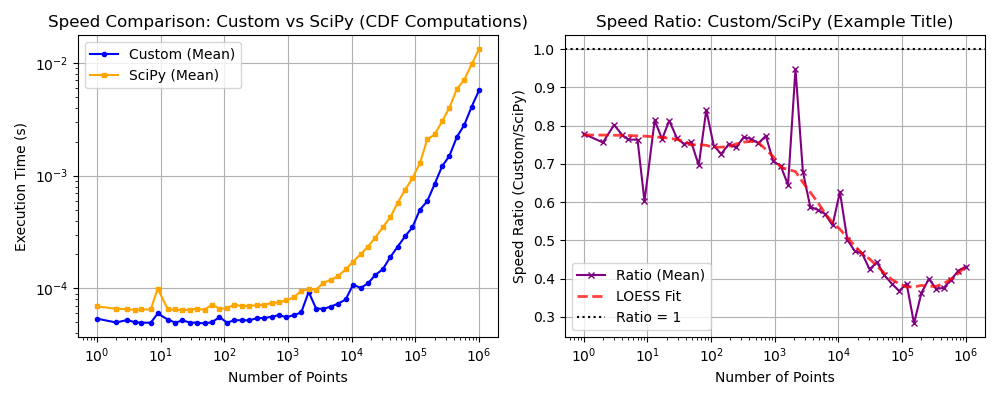 Speed Comparison: Custom vs SciPy (CDF Computations)
Custom (Mean)
SciPy (Mean)
10⁻²
10⁻³
10⁻⁴
Execution Time (s)
10⁰ 10¹ 10² 10³ 10⁴ 10⁵ 10⁶
Number of Points
Speed Ratio: Custom/SciPy (Example Title)
1.0
0.9
0.8
0.7
0.6
0.5
0.4
0.3
Speed Ratio (Custom/SciPy)
Ratio (Mean)
LOESS Fit
Ratio = 1
10⁰ 10¹ 10² 10³ 10⁴ 10⁵ 10⁶
Number of Points